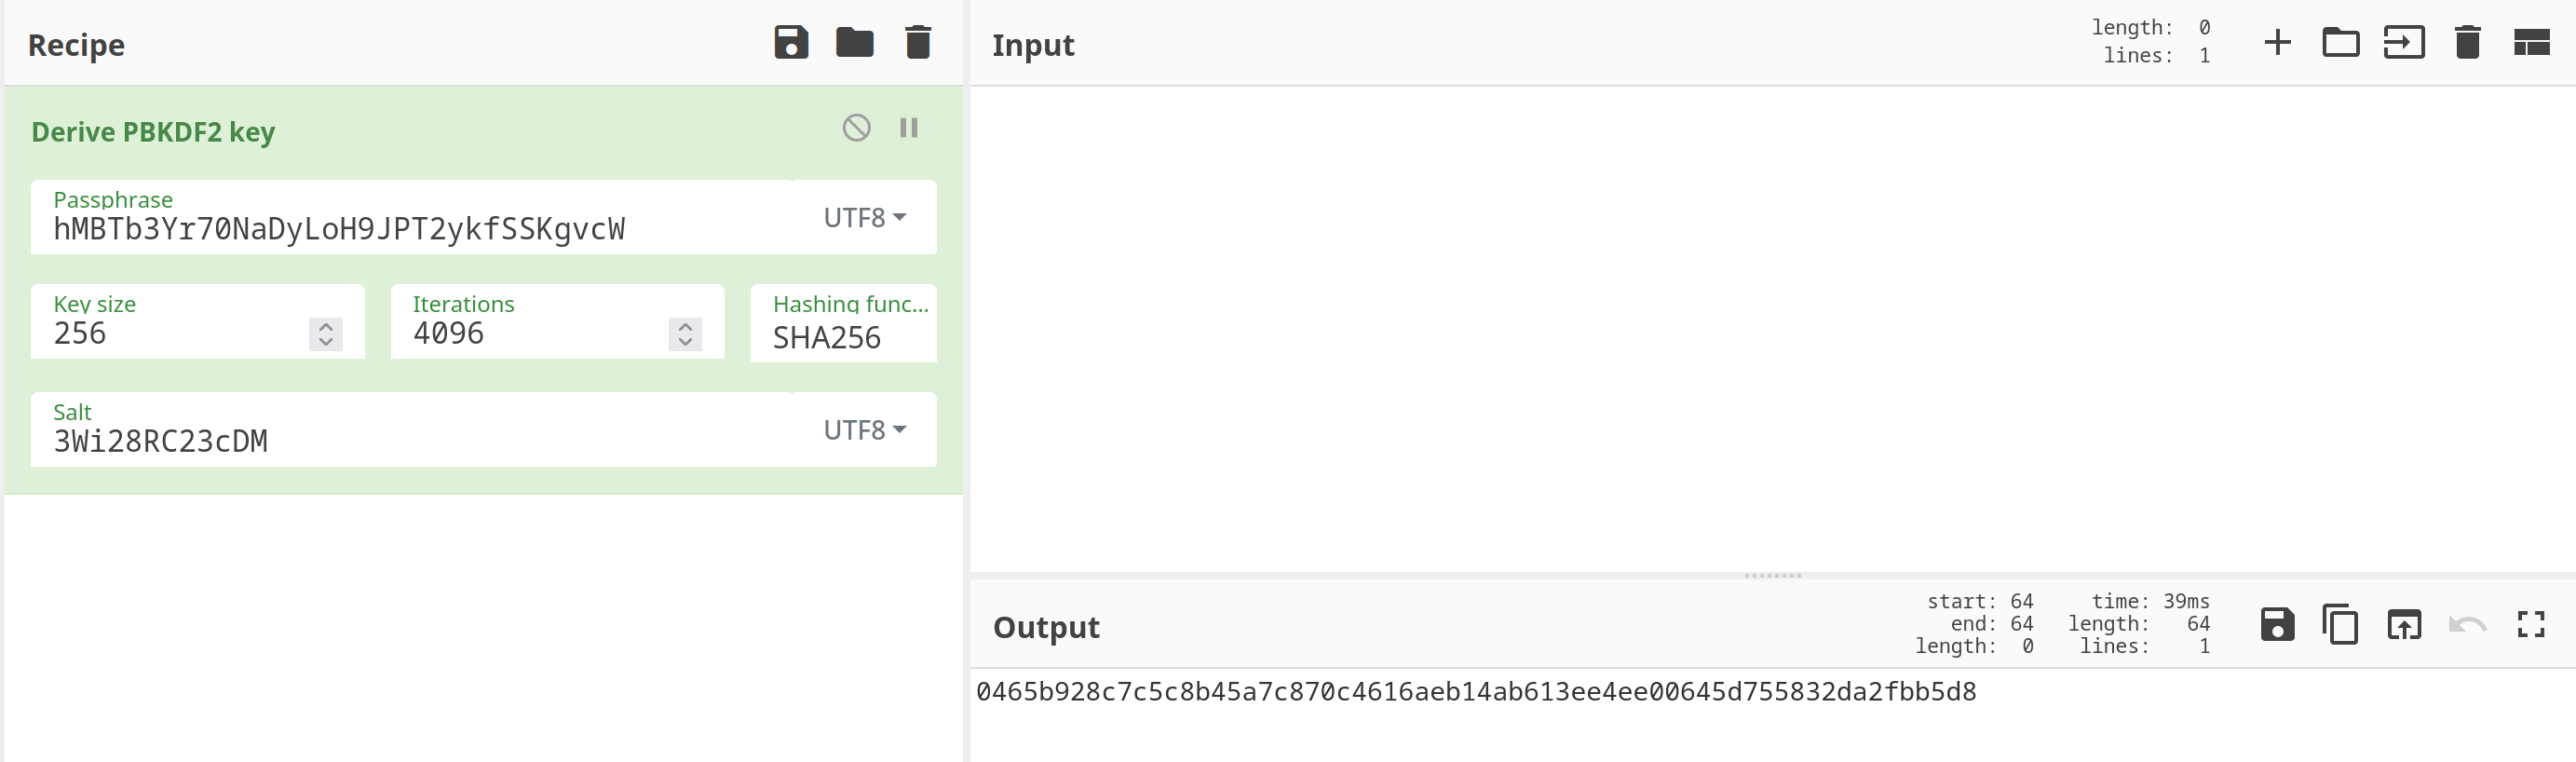 Recipe
Derive PBKDF2 key
Passphrase
hMBTb3Yr70NaDyLoH9JPT2ykfSSKgvcW
UTF8
Key size
256
Iterations
4096
Hashing func...
SHA256
Salt
3Wi28RC23cDM
UTF8
Input
length: 0
lines: 1
Output
start: 64 time: 39ms
end: 64 length: 64
length: 0 lines: 1
0465b928c7c5c8b45a7c870c4616aeb14ab613ee4ee00645d755832da2fbb5d8